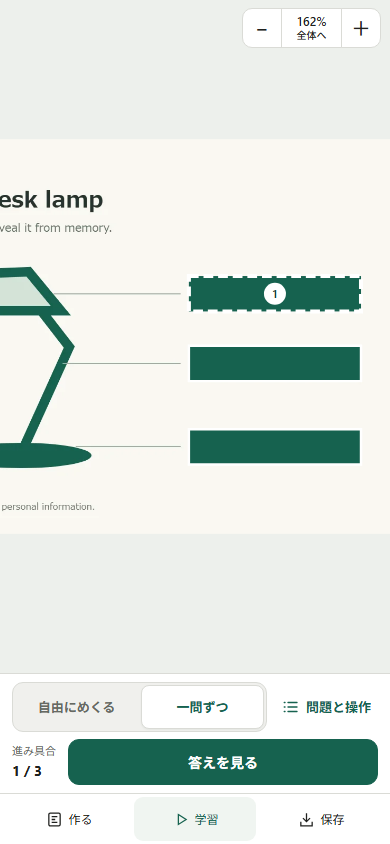 −
162%
全体へ
+
esk lamp
veal it from memory.
1
personal information.
自由にめくる
一問ずつ
問題と操作
進み具合
1 / 3
答えを見る
作る
学習
保存